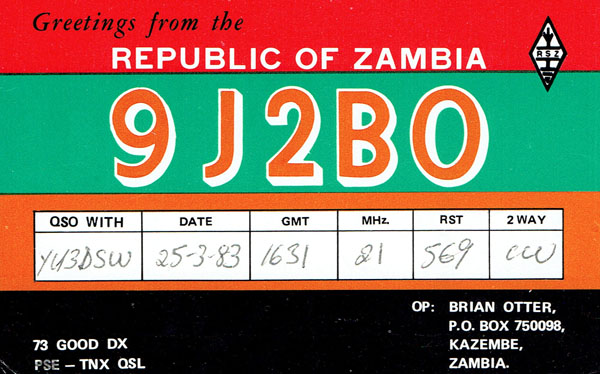 Greetings from the
REPUBLIC OF ZAMBIA
RSZ
9J2BO
QSO WITH DATE GMT MHz. RST 2 WAY
YU3DSW 25-3-83 1631 21 569 CW
OP: BRIAN OTTER,
P.O. BOX 750098,
KAZEMBE,
ZAMBIA.
73 GOOD DX
PSE – TNX QSL